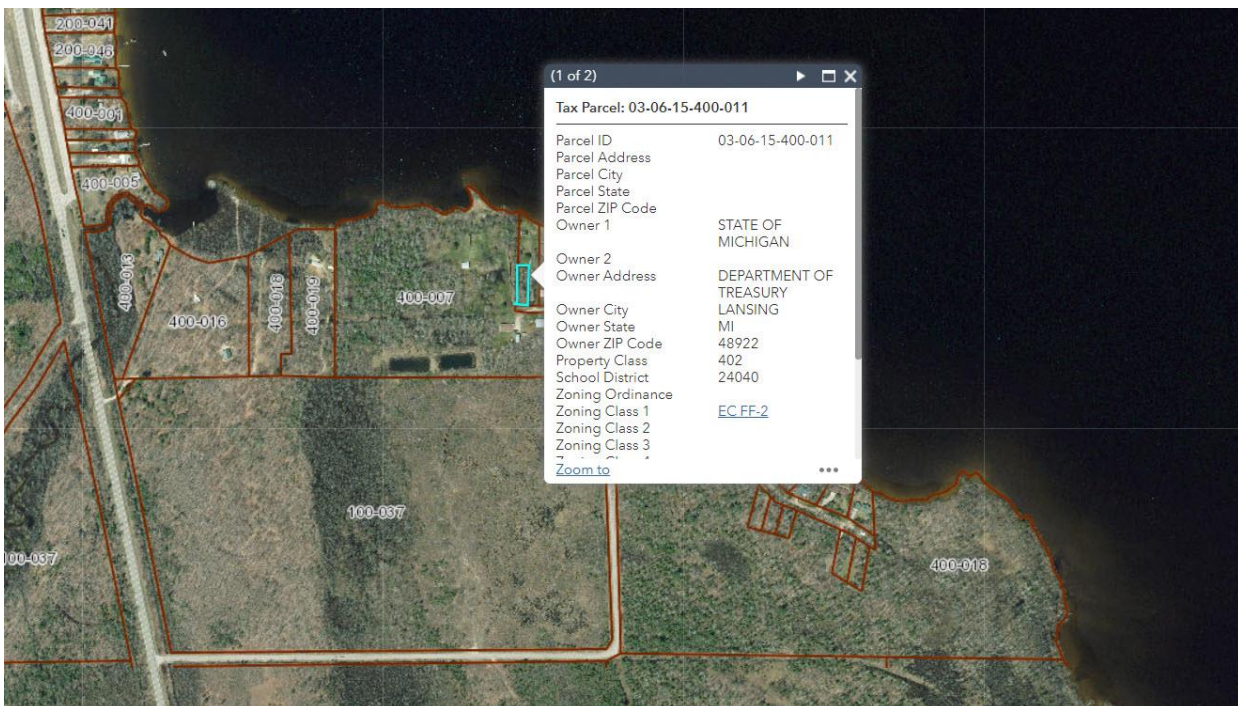 200-041
200-046
400-001
400-005
400-013
400-016
400-018
400-019
400-007
100-037
100-037
400-018
(1 of 2)
Tax Parcel: 03-06-15-400-011
Parcel ID 03-06-15-400-011
Parcel Address
Parcel City
Parcel State
Parcel ZIP Code
Owner 1 STATE OF
MICHIGAN
Owner 2
Owner Address DEPARTMENT OF
TREASURY
Owner City LANSING
Owner State MI
Owner ZIP Code 48922
Property Class 402
School District 24040
Zoning Ordinance
Zoning Class 1 EC FF-2
Zoning Class 2
Zoning Class 3
Zoom to